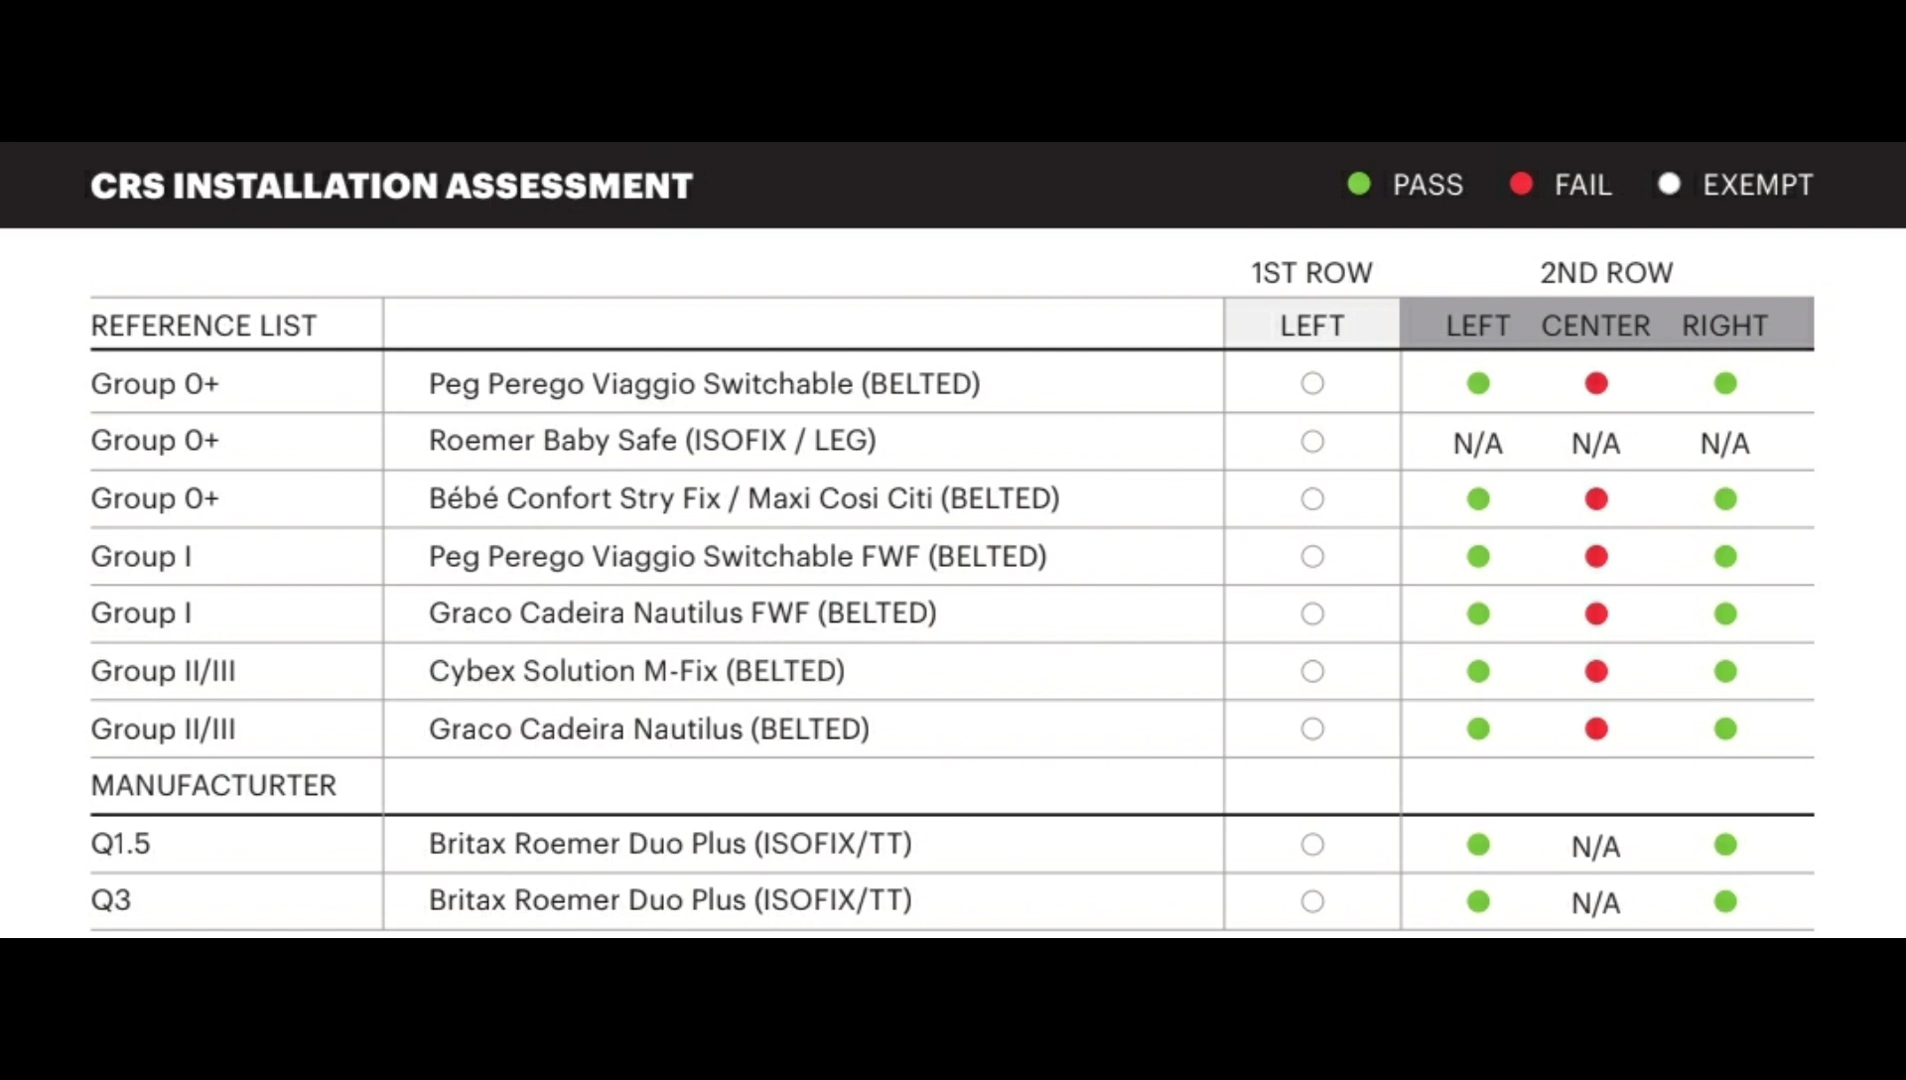 CRS INSTALLATION ASSESSMENT PASS FAIL EXEMPT
1ST ROW 2ND ROW
REFERENCE LIST LEFT LEFT CENTER RIGHT
Group 0+ Peg Perego Viaggio Switchable (BELTED)
Group 0+ Roemer Baby Safe (ISOFIX / LEG) N/A N/A N/A
Group 0+ Bébé Confort Stry Fix / Maxi Cosi Citi (BELTED)
Group I Peg Perego Viaggio Switchable FWF (BELTED)
Group I Graco Cadeira Nautilus FWF (BELTED)
Group II/III Cybex Solution M-Fix (BELTED)
Group II/III Graco Cadeira Nautilus (BELTED)
MANUFACTURTER
Q1.5 Britax Roemer Duo Plus (ISOFIX/TT) N/A
Q3 Britax Roemer Duo Plus (ISOFIX/TT) N/A